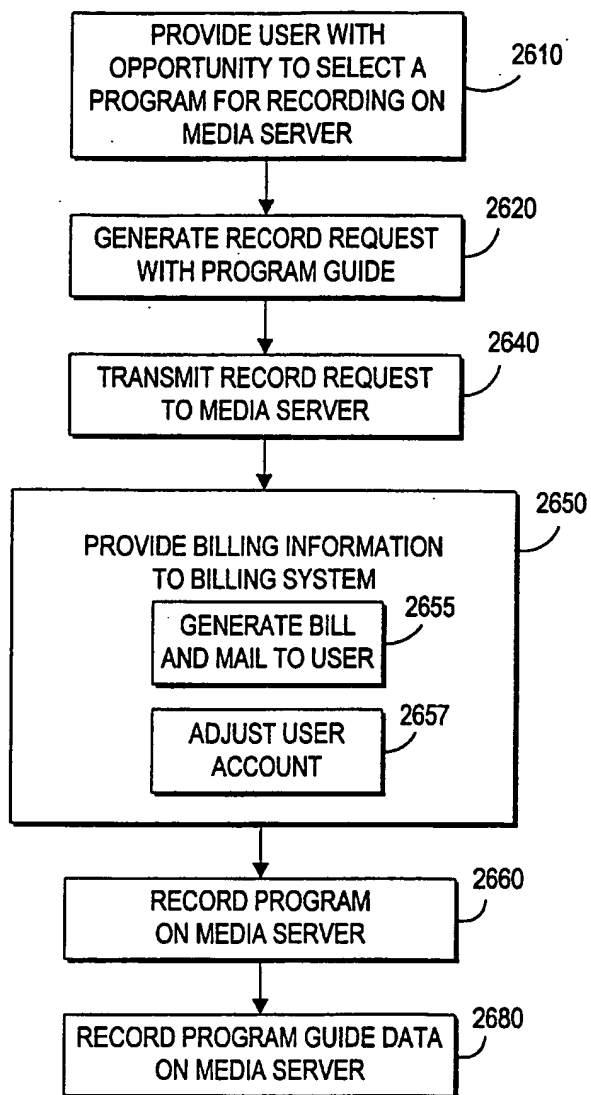 PROVIDE USER WITH
OPPORTUNITY TO SELECT A
PROGRAM FOR RECORDING ON
MEDIA SERVER
2610
GENERATE RECORD REQUEST
WITH PROGRAM GUIDE
2620
TRANSMIT RECORD REQUEST
TO MEDIA SERVER
2640
PROVIDE BILLING INFORMATION
TO BILLING SYSTEM
2650
GENERATE BILL
AND MAIL TO USER
2655
ADJUST USER
ACCOUNT
2657
RECORD PROGRAM
ON MEDIA SERVER
2660
RECORD PROGRAM GUIDE DATA
ON MEDIA SERVER
2680